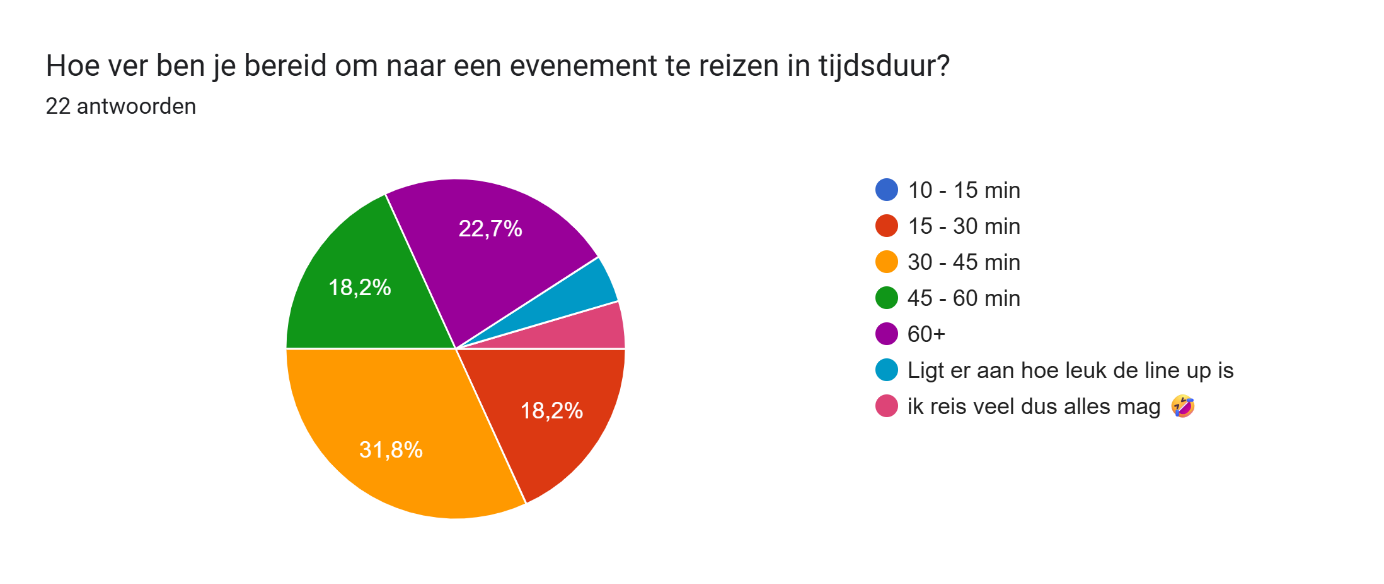 Hoe ver ben je bereid om naar een evenement te reizen in tijdsduur?
22 antwoorden
22,7%
18,2%
18,2%
31,8%
10 - 15 min
15 - 30 min
30 - 45 min
45 - 60 min
60+
Ligt er aan hoe leuk de line up is
ik reis veel dus alles mag 🤣